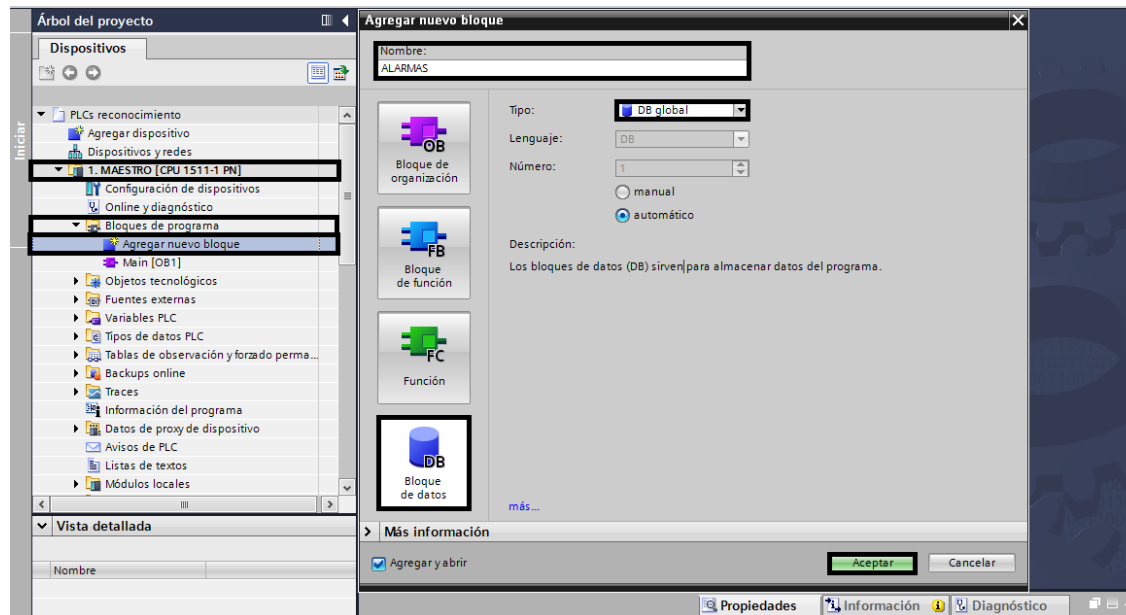 Árbol del proyecto
Dispositivos
Iniciar
PLCs reconocimiento
Agregar dispositivo
Dispositivos y redes
1. MAESTRO [CPU 1511-1 PN]
Configuración de dispositivos
Online y diagnóstico
Bloques de programa
Agregar nuevo bloque
Main [OB1]
Objetos tecnológicos
Fuentes externas
Variables PLC
Tipos de datos PLC
Tablas de observación y forzado perma...
Backups online
Traces
Información del programa
Datos de proxy de dispositivo
Avisos de PLC
Listas de textos
Módulos locales
Vista detallada
Nombre
Agregar nuevo bloque
Nombre:
ALARMAS
OB
Bloque de
organización
FB
Bloque
de función
FC
Función
DB
Bloque
de datos
Tipo: DB global
Lenguaje: DB
Número: 1
manual
automático
Descripción:
Los bloques de datos (DB) sirven para almacenar datos del programa.
más...
Más información
Agregar y abrir
Aceptar Cancelar
Propiedades Información Diagnóstico